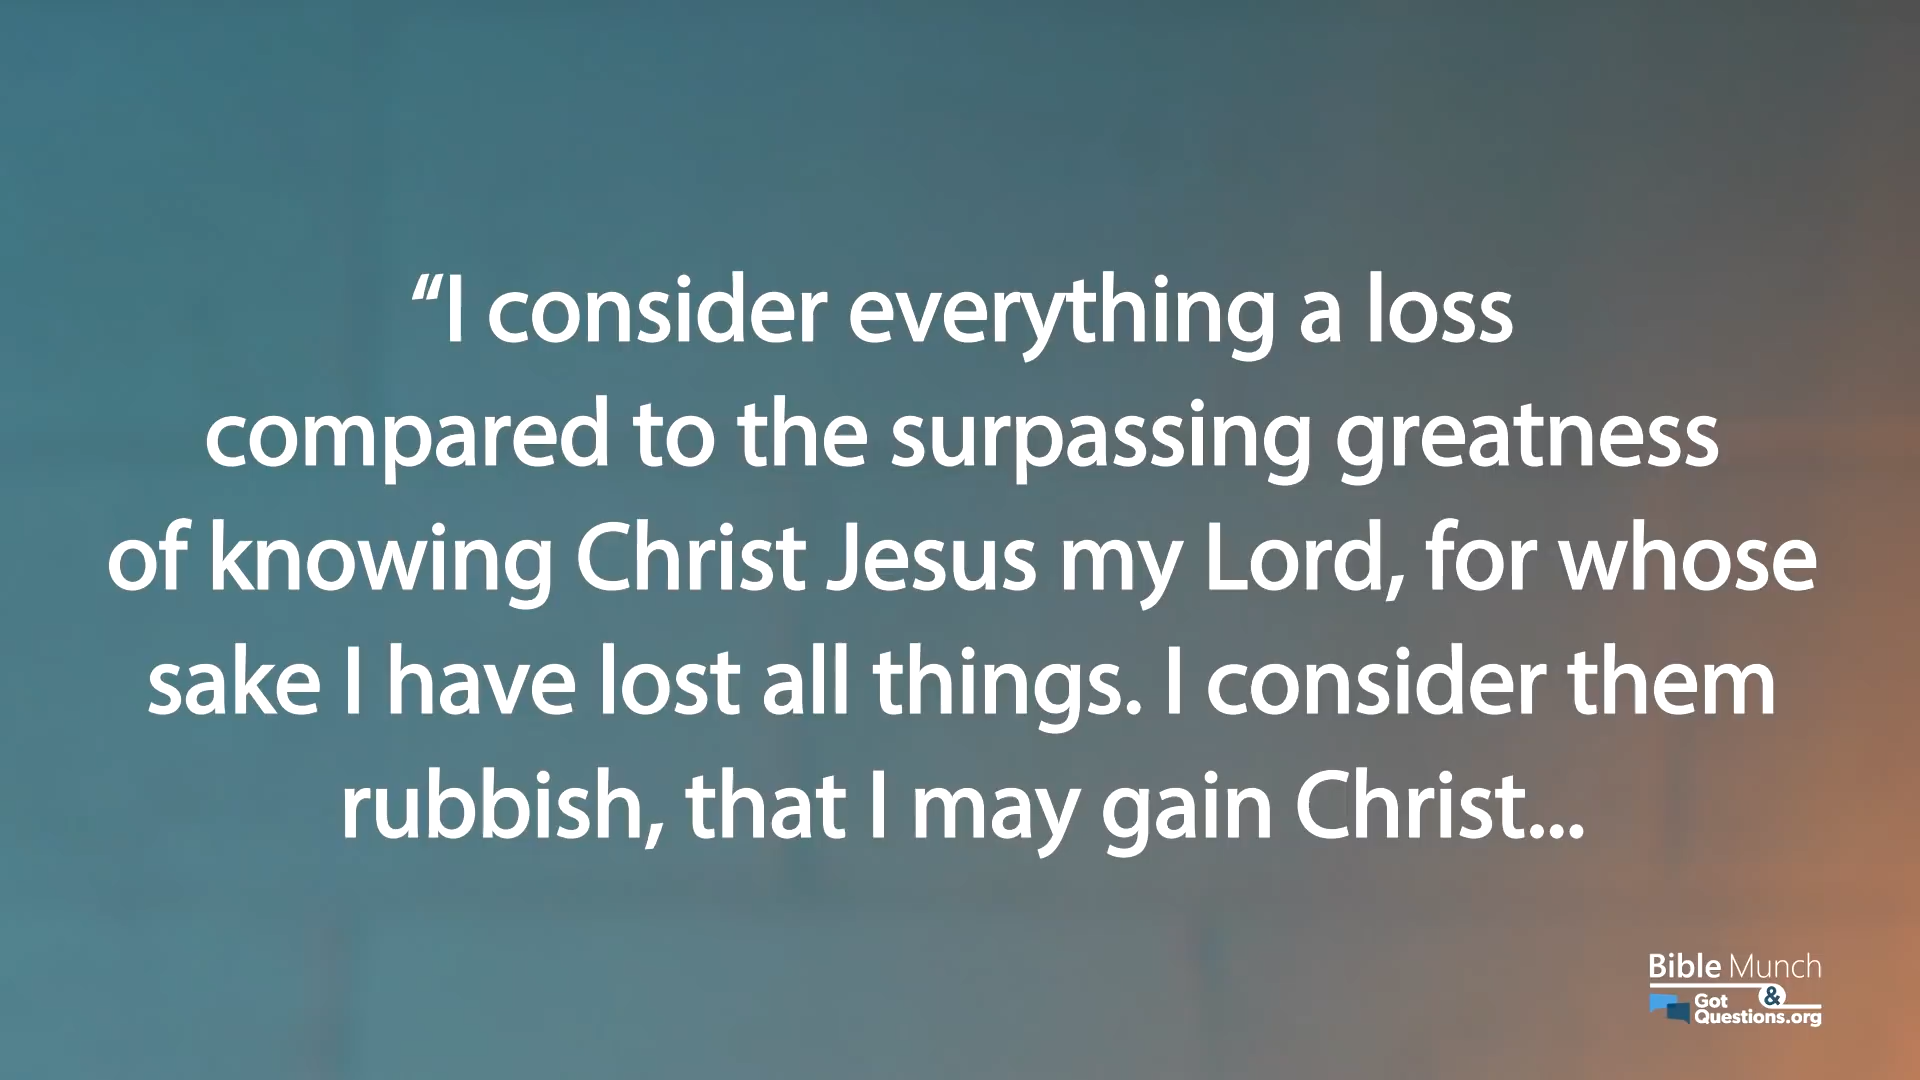 “I consider everything a loss
compared to the surpassing greatness
of knowing Christ Jesus my Lord, for whose
sake I have lost all things. I consider them
rubbish, that I may gain Christ...
Bible Munch
&
Got
Questions.org